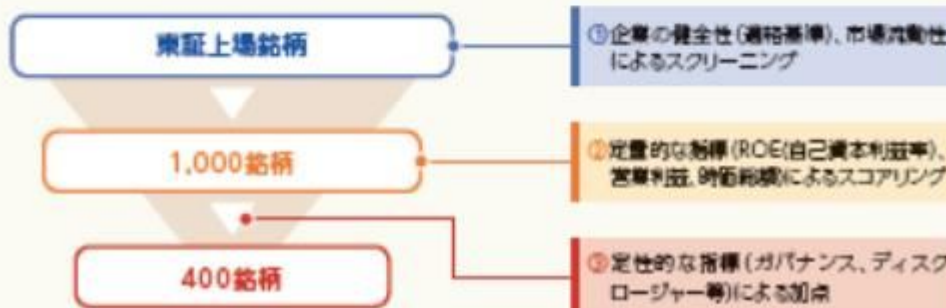 東証上場銘柄
①企業の健全性(適格基準)、市場流動性
によるスクリーニング
1,000銘柄
②定量的な指標(ROE(自己資本利益率)、
営業利益、時価総額)によるスコアリング
400銘柄
③定性的な指標(ガバナンス、ディスク
ロージャー等)による加点